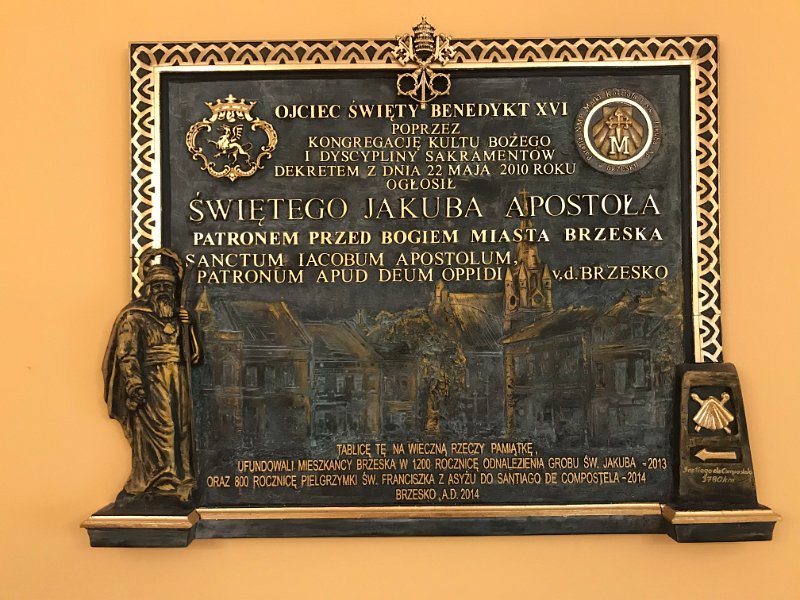 OJCIEC ŚWIĘTY BENEDYKT XVI
POPRZEZ
KONGREGACJĘ KULTU BOŻEGO
I DYSCYPLINY SAKRAMENTÓW
DEKRETEM Z DNIA 22 MAJA 2010 ROKU
OGŁOSIŁ
ŚWIĘTEGO JAKUBA APOSTOŁA
PATRONEM PRZED BOGIEM MIASTA BRZESKA
SANCTUM IACOBUM APOSTOLUM,
PATRONUM APUD DEUM OPPIDI v.d. BRZESKO
TABLICĘ TĘ NA WIECZNĄ RZECZY PAMIĄTKĘ,
UFUNDOWALI MIESZKAŃCY BRZESKA W 1200 ROCZNICĘ ODNALEZIENIA GROBU ŚW. JAKUBA - 2013
ORAZ 800 ROCZNICĘ PIELGRZYMKI ŚW. FRANCISZKA Z ASYŻU DO SANTIAGO DE COMPOSTELA - 2014
BRZESKO, A.D. 2014
M
Santiago de Compostela